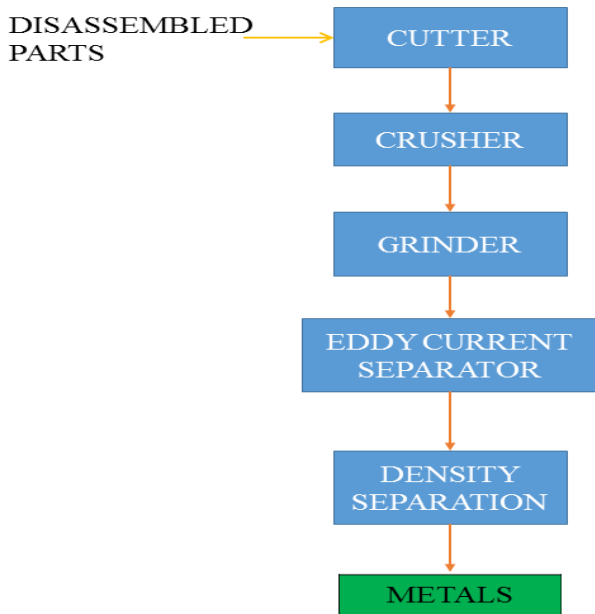 DISASSEMBLED
PARTS
CUTTER
CRUSHER
GRINDER
EDDY CURRENT
SEPARATOR
DENSITY
SEPARATION
METALS